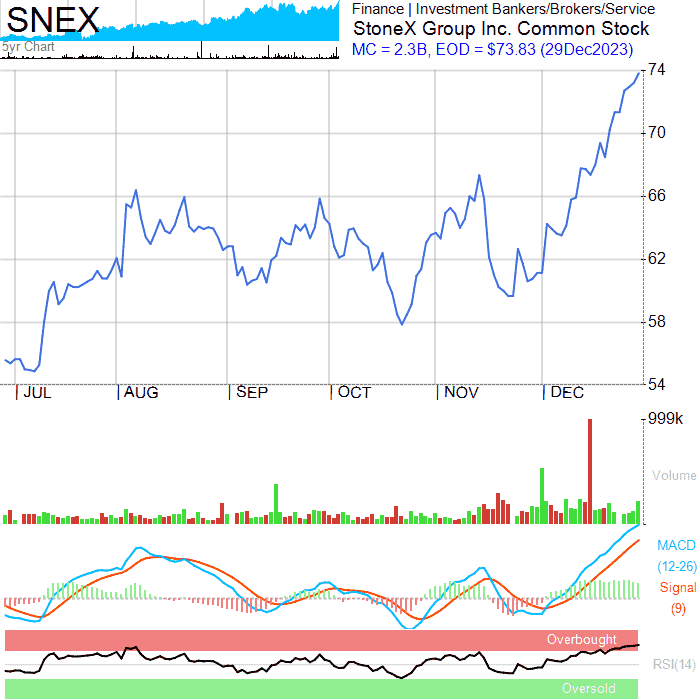 SNEX
5yr Chart
Finance | Investment Bankers/Brokers/Service
StoneX Group Inc. Common Stock
MC = 2.3B, EOD = $73.83 (29Dec2023)
74
70
66
62
58
54
JUL AUG SEP OCT NOV DEC
999k
Volume
MACD
(12-26)
Signal
(9)
Overbought
RSI(14)
Oversold